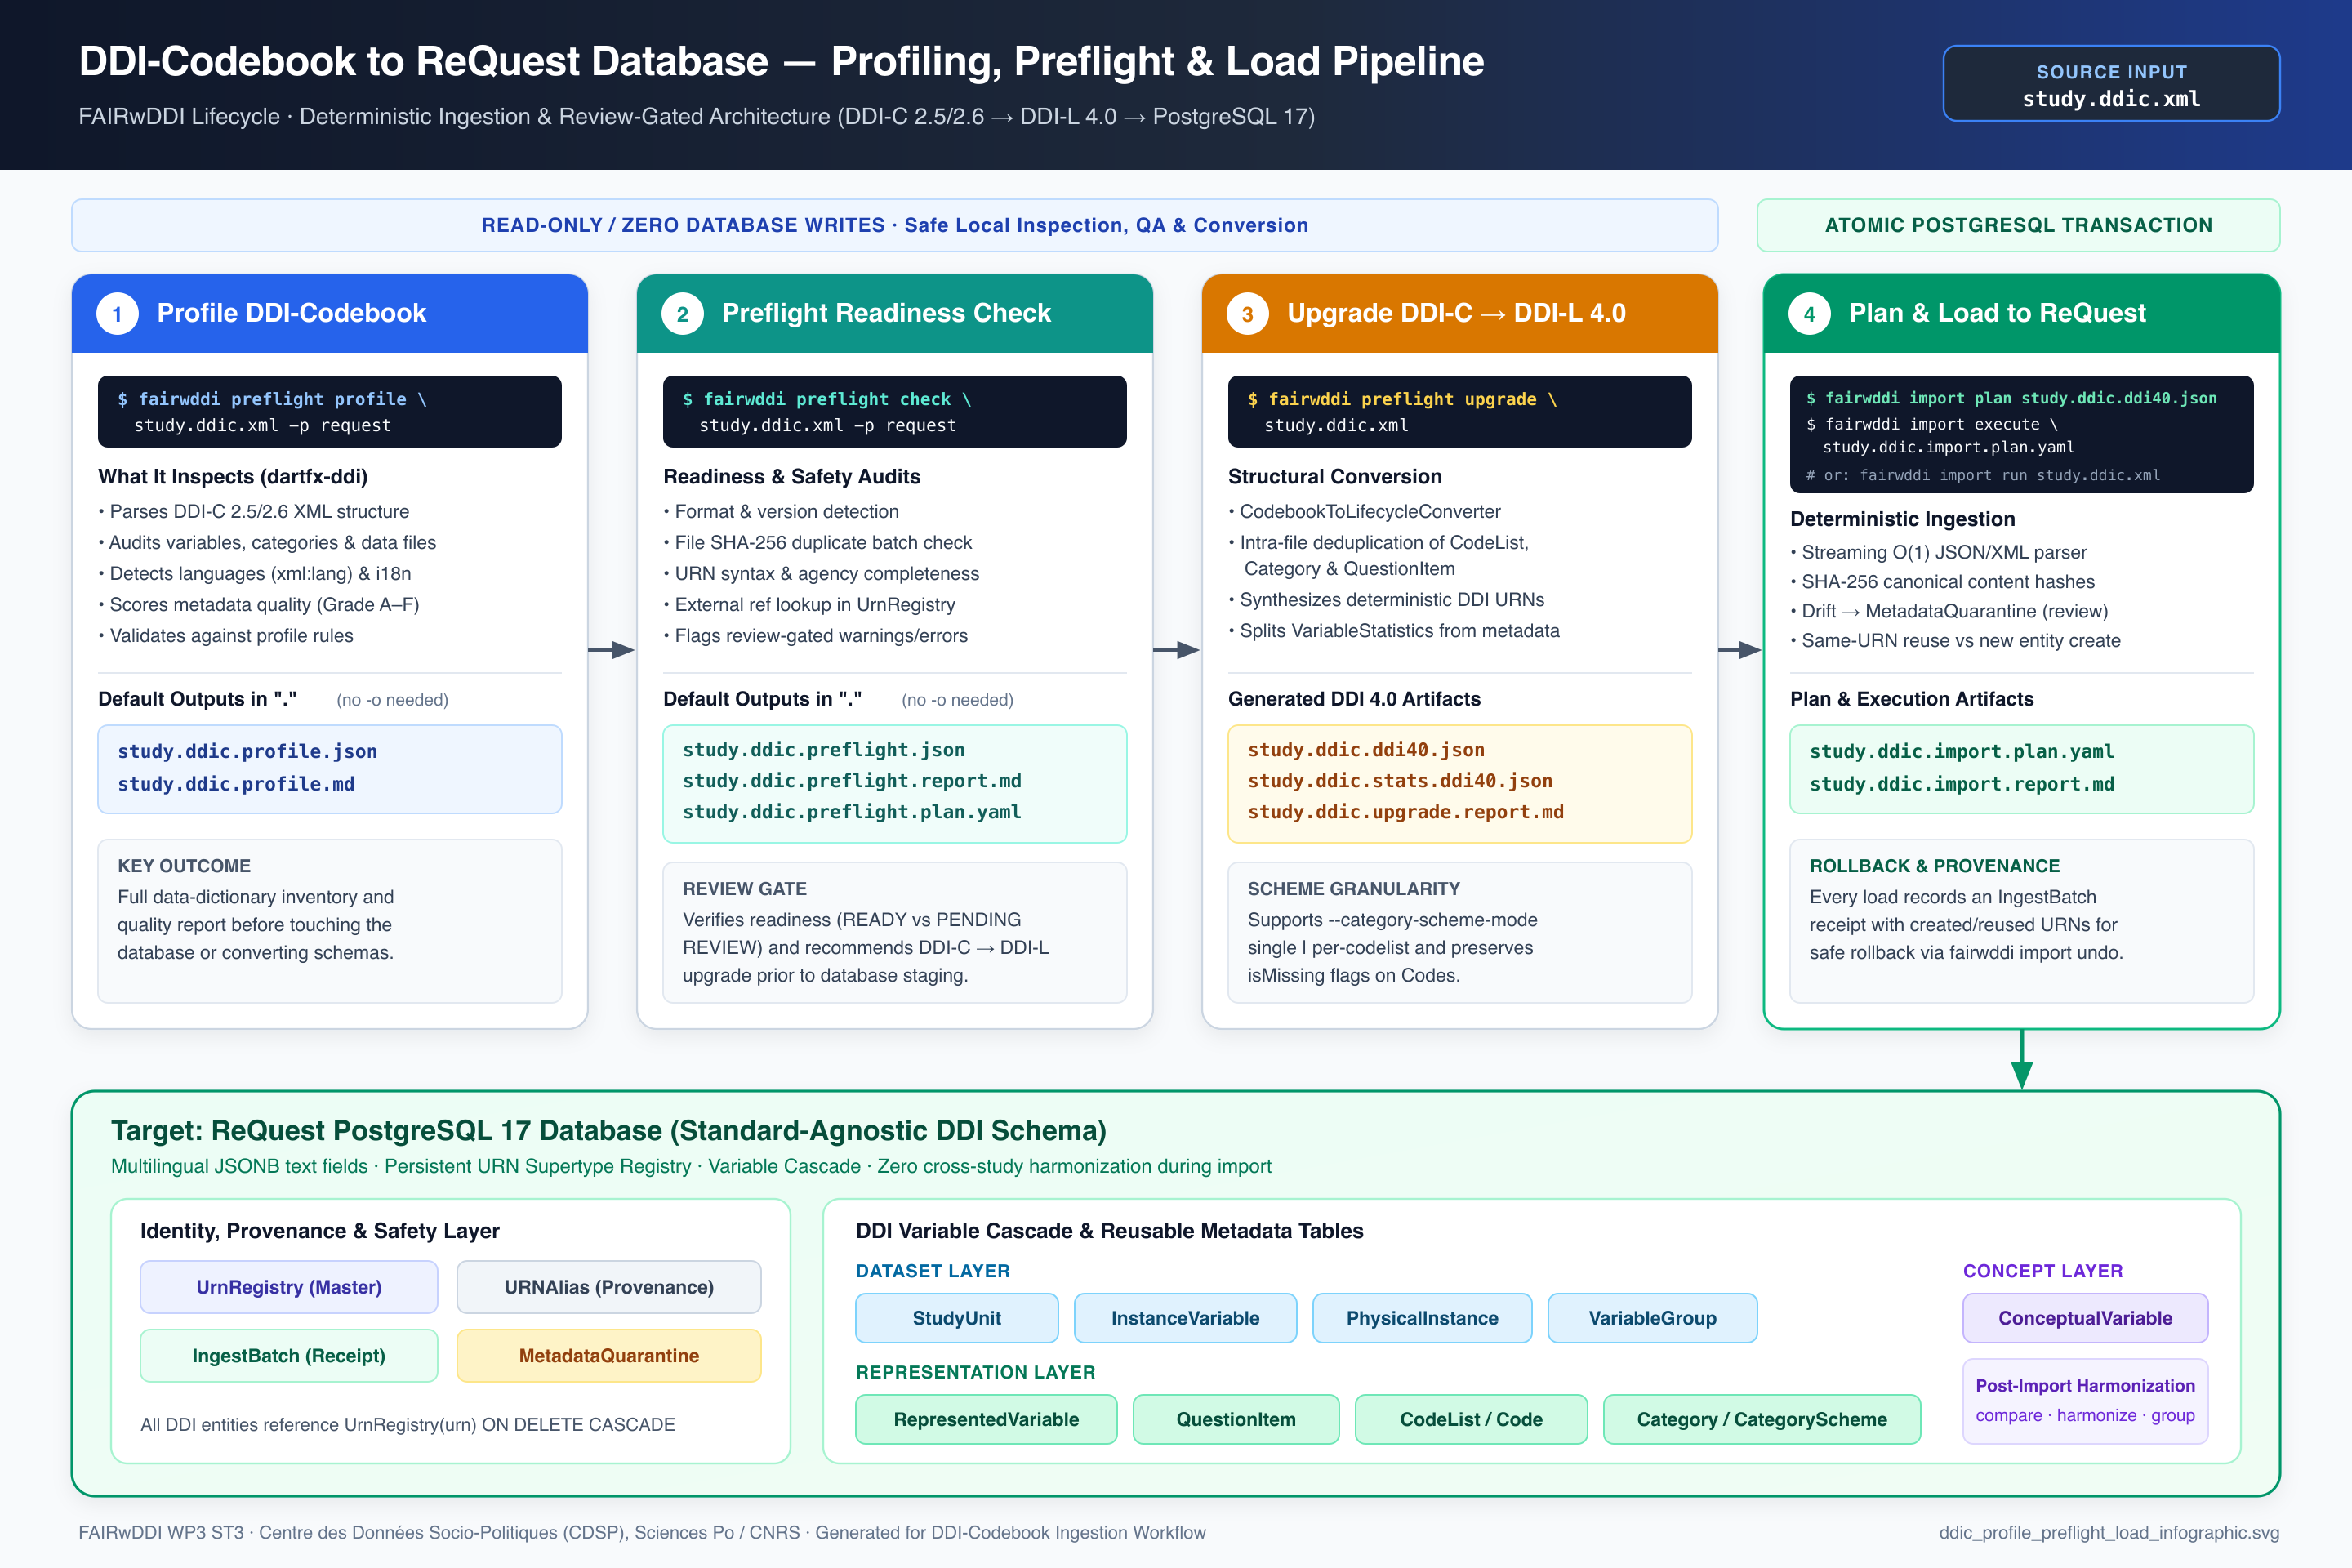 DDI-Codebook to ReQuest Database — Profiling, Preflight & Load Pipeline
FAIRwDDI Lifecycle · Deterministic Ingestion & Review-Gated Architecture (DDI-C 2.5/2.6 → DDI-L 4.0 → PostgreSQL 17)
SOURCE INPUT
study.ddic.xml
READ-ONLY / ZERO DATABASE WRITES · Safe Local Inspection, QA & Conversion
ATOMIC POSTGRESQL TRANSACTION
1 Profile DDI-Codebook
$ fairwddi preflight profile \
study.ddic.xml -p request
What It Inspects (dartfx-ddi)
• Parses DDI-C 2.5/2.6 XML structure
• Audits variables, categories & data files
• Detects languages (xml:lang) & i18n
• Scores metadata quality (Grade A–F)
• Validates against profile rules
Default Outputs in "." (no -o needed)
study.ddic.profile.json
study.ddic.profile.md
KEY OUTCOME
Full data-dictionary inventory and
quality report before touching the
database or converting schemas.
2 Preflight Readiness Check
$ fairwddi preflight check \
study.ddic.xml -p request
Readiness & Safety Audits
• Format & version detection
• File SHA-256 duplicate batch check
• URN syntax & agency completeness
• External ref lookup in UrnRegistry
• Flags review-gated warnings/errors
Default Outputs in "." (no -o needed)
study.ddic.preflight.json
study.ddic.preflight.report.md
study.ddic.preflight.plan.yaml
REVIEW GATE
Verifies readiness (READY vs PENDING
REVIEW) and recommends DDI-C → DDI-L
upgrade prior to database staging.
3 Upgrade DDI-C → DDI-L 4.0
$ fairwddi preflight upgrade \
study.ddic.xml
Structural Conversion
• CodebookToLifecycleConverter
• Intra-file deduplication of CodeList,
Category & QuestionItem
• Synthesizes deterministic DDI URNs
• Splits VariableStatistics from metadata
Generated DDI 4.0 Artifacts
study.ddic.ddi40.json
study.ddic.stats.ddi40.json
study.ddic.upgrade.report.md
SCHEME GRANULARITY
Supports --category-scheme-mode
single | per-codelist and preserves
isMissing flags on Codes.
4 Plan & Load to ReQuest
$ fairwddi import plan study.ddic.ddi40.json
$ fairwddi import execute \
study.ddic.import.plan.yaml
# or: fairwddi import run study.ddic.xml
Deterministic Ingestion
• Streaming O(1) JSON/XML parser
• SHA-256 canonical content hashes
• Drift → MetadataQuarantine (review)
• Same-URN reuse vs new entity create
Plan & Execution Artifacts
study.ddic.import.plan.yaml
study.ddic.import.report.md
ROLLBACK & PROVENANCE
Every load records an IngestBatch
receipt with created/reused URNs for
safe rollback via fairwddi import undo.
Target: ReQuest PostgreSQL 17 Database (Standard-Agnostic DDI Schema)
Multilingual JSONB text fields · Persistent URN Supertype Registry · Variable Cascade · Zero cross-study harmonization during import
Identity, Provenance & Safety Layer
UrnRegistry (Master)
URNAlias (Provenance)
IngestBatch (Receipt)
MetadataQuarantine
All DDI entities reference UrnRegistry(urn) ON DELETE CASCADE
DDI Variable Cascade & Reusable Metadata Tables
DATASET LAYER
StudyUnit
InstanceVariable
PhysicalInstance
VariableGroup
REPRESENTATION LAYER
RepresentedVariable
QuestionItem
CodeList / Code
Category / CategoryScheme
CONCEPT LAYER
ConceptualVariable
Post-Import Harmonization
compare · harmonize · group
FAIRwDDI WP3 ST3 · Centre des Données Socio-Politiques (CDSP), Sciences Po / CNRS · Generated for DDI-Codebook Ingestion Workflow
ddic_profile_preflight_load_infographic.svg